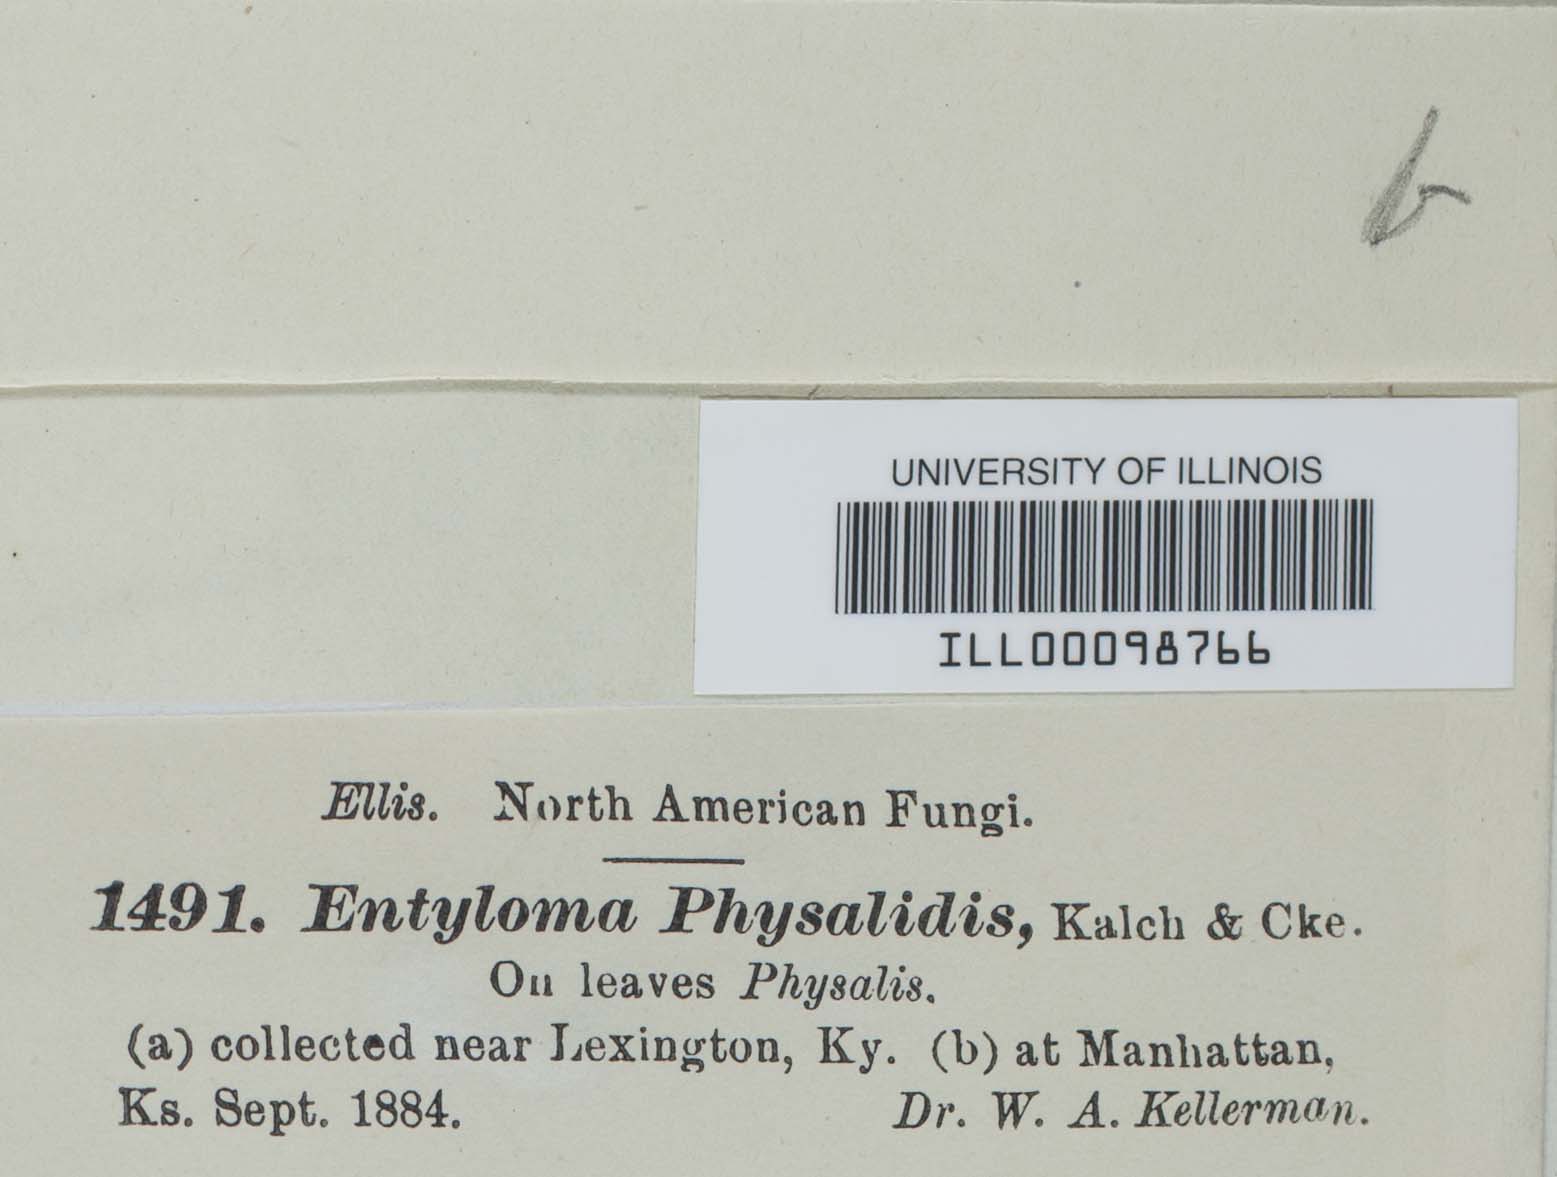 b
UNIVERSITY OF ILLINOIS
ILL00098766
Ellis. North American Fungi.
1491. Entyloma Physalidis, Kalch & Cke.
On leaves Physalis.
(a) collected near Lexington, Ky. (b) at Manhattan,
Ks. Sept. 1884. Dr. W. A. Kellerman.